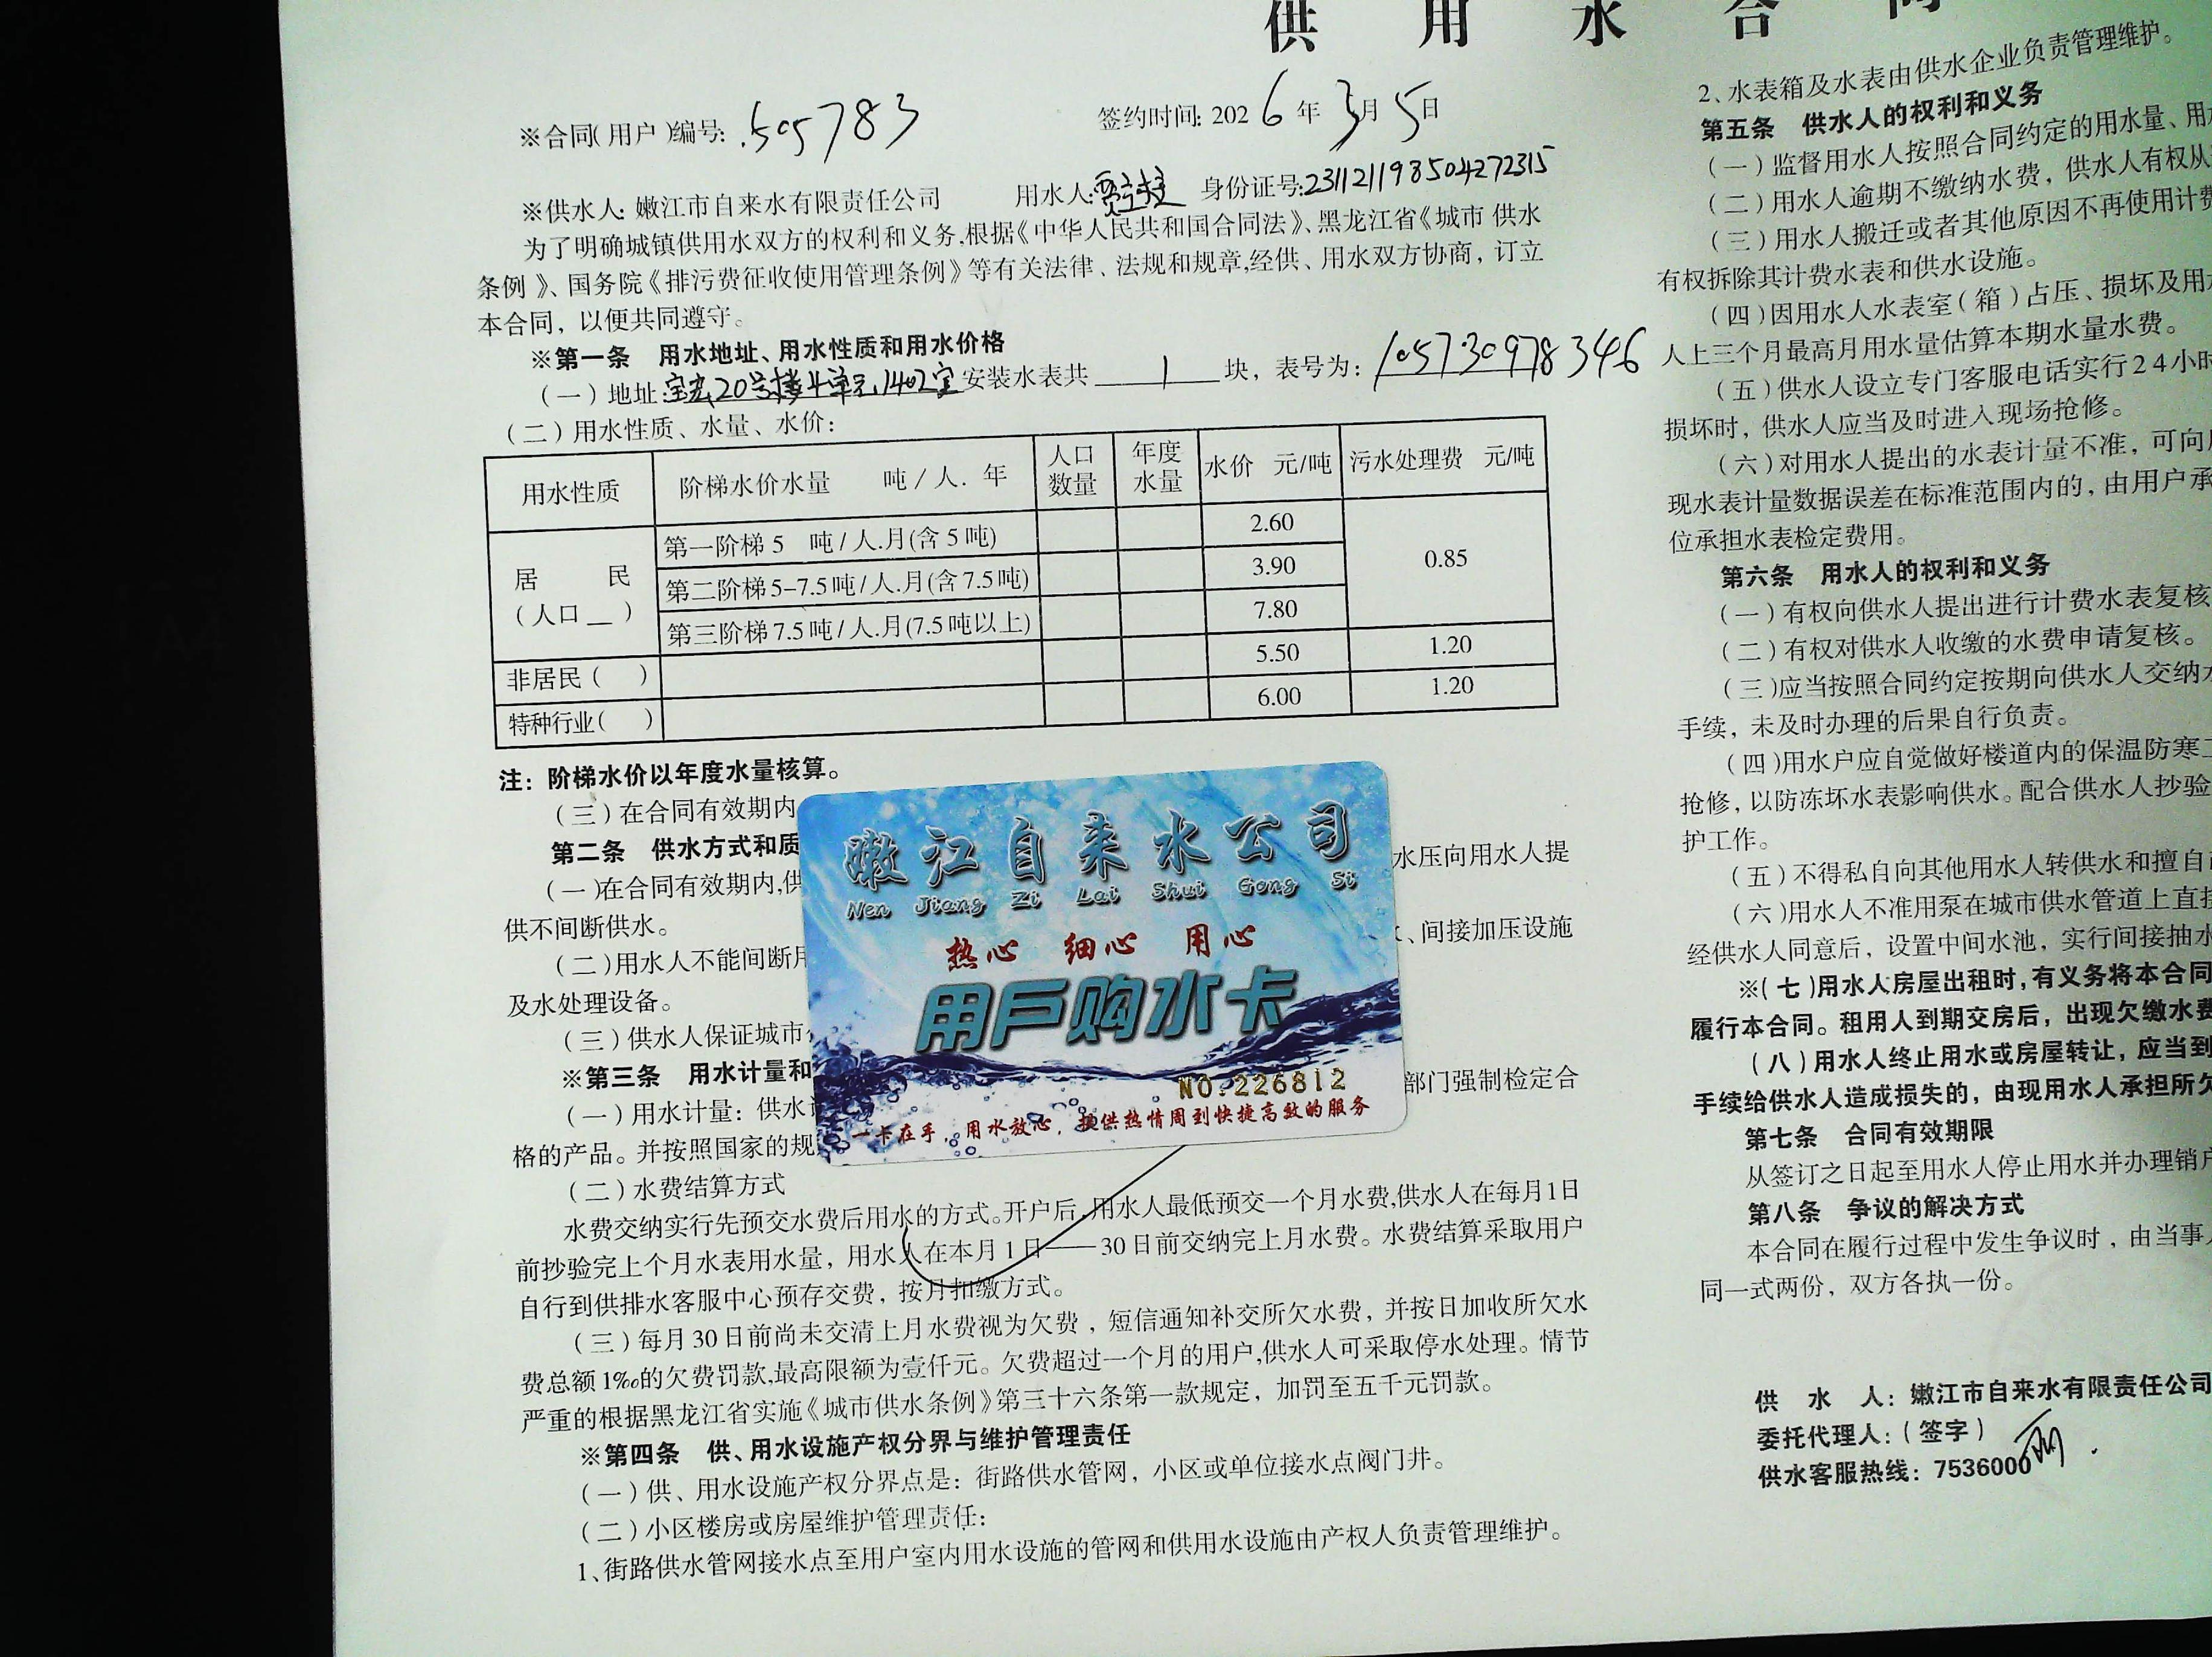 供 用 水 合 同
※合同(用户)编号: 505783
签约时间: 2026年3月5日
※供水人: 嫩江市自来水有限责任公司 用水人: 身份证号:231121198504272315
为了明确城镇供用水双方的权利和义务,根据《中华人民共和国合同法》、黑龙江省《城市 供水
条例》、国务院《排污费征收使用管理条例》等有关法律、法规和规章,经供、用水双方协商，订立
本合同，以便共同遵守。
※第一条 用水地址、用水性质和用水价格
(一)地址: 20号楼4单元1402室安装水表共 1 块，表号为: 105730978346
(二)用水性质、水量、水价:
用水性质 阶梯水价水量 吨/人.年 人口数量 年度水量 水价 元/吨 污水处理费 元/吨
居 民 (人口__)
第一阶梯 5 吨/人.月(含5吨) 2.60 0.85
第二阶梯5-7.5吨/人.月(含7.5吨) 3.90
第三阶梯7.5吨/人.月(7.5吨以上) 7.80
非居民( ) 5.50 1.20
特种行业( ) 6.00 1.20
注：阶梯水价以年度水量核算。
(三)在合同有效期内
第二条 供水方式和质
(一)在合同有效期内,供 水压向用水人提
供不间断供水。
(二)用水人不能间断用 、间接加压设施
及水处理设备。
(三)供水人保证城市
※第三条 用水计量和
(一)用水计量：供水 部门强制检定合
格的产品。并按照国家的规
(二)水费结算方式
水费交纳实行先预交水费后用水的方式。开户后,用水人最低预交一个月水费,供水人在每月1日
前抄验完上个月水表用水量，用水人在本月1日——30日前交纳完上月水费。水费结算采取用户
自行到供排水客服中心预存交费，按月扣缴方式。
(三)每月30日前尚未交清上月水费视为欠费，短信通知补交所欠水费，并按日加收所欠水
费总额1‰的欠费罚款,最高限额为壹仟元。欠费超过一个月的用户,供水人可采取停水处理。情节
严重的根据黑龙江省实施《城市供水条例》第三十六条第一款规定，加罚至五千元罚款。
※第四条 供、用水设施产权分界与维护管理责任
(一)供、用水设施产权分界点是：街路供水管网，小区或单位接水点阀门井。
(二)小区楼房或房屋维护管理责任:
1、街路供水管网接水点至用户室内用水设施的管网和供用水设施由产权人负责管理维护。
嫩江自来水公司
Nen Jiang Zi Lai Shui Gong Si
热心 细心 用心
用户购水卡
NO:226812
一卡在手，用水放心，提供热情周到快捷高效的服务
2、水表箱及水表由供水企业负责管理维护。
第五条 供水人的权利和义务
(一)监督用水人按照合同约定的用水量、用
(二)用水人逾期不缴纳水费，供水人有权从
(三)用水人搬迁或者其他原因不再使用计费
有权拆除其计费水表和供水设施。
(四)因用水人水表室(箱)占压、损坏及用
人上三个月最高月用水量估算本期水量水费。
(五)供水人设立专门客服电话实行24小时
损坏时，供水人应当及时进入现场抢修。
(六)对用水人提出的水表计量不准，可向
现水表计量数据误差在标准范围内的，由用户承
位承担水表检定费用。
第六条 用水人的权利和义务
(一)有权向供水人提出进行计费水表复核
(二)有权对供水人收缴的水费申请复核。
(三)应当按照合同约定按期向供水人交纳水
手续，未及时办理的后果自行负责。
(四)用水户应自觉做好楼道内的保温防寒工
抢修，以防冻坏水表影响供水。配合供水人抄验
护工作。
(五)不得私自向其他用水人转供水和擅自
(六)用水人不准用泵在城市供水管道上直接
经供水人同意后，设置中间水池，实行间接抽水
※(七)用水人房屋出租时,有义务将本合同
履行本合同。租用人到期交房后，出现欠缴水费
(八)用水人终止用水或房屋转让，应当到
手续给供水人造成损失的，由现用水人承担所欠
第七条 合同有效期限
从签订之日起至用水人停止用水并办理销户
第八条 争议的解决方式
本合同在履行过程中发生争议时，由当事人
同一式两份，双方各执一份。
供 水 人：嫩江市自来水有限责任公司
委托代理人：(签字)
供水客服热线：7536000